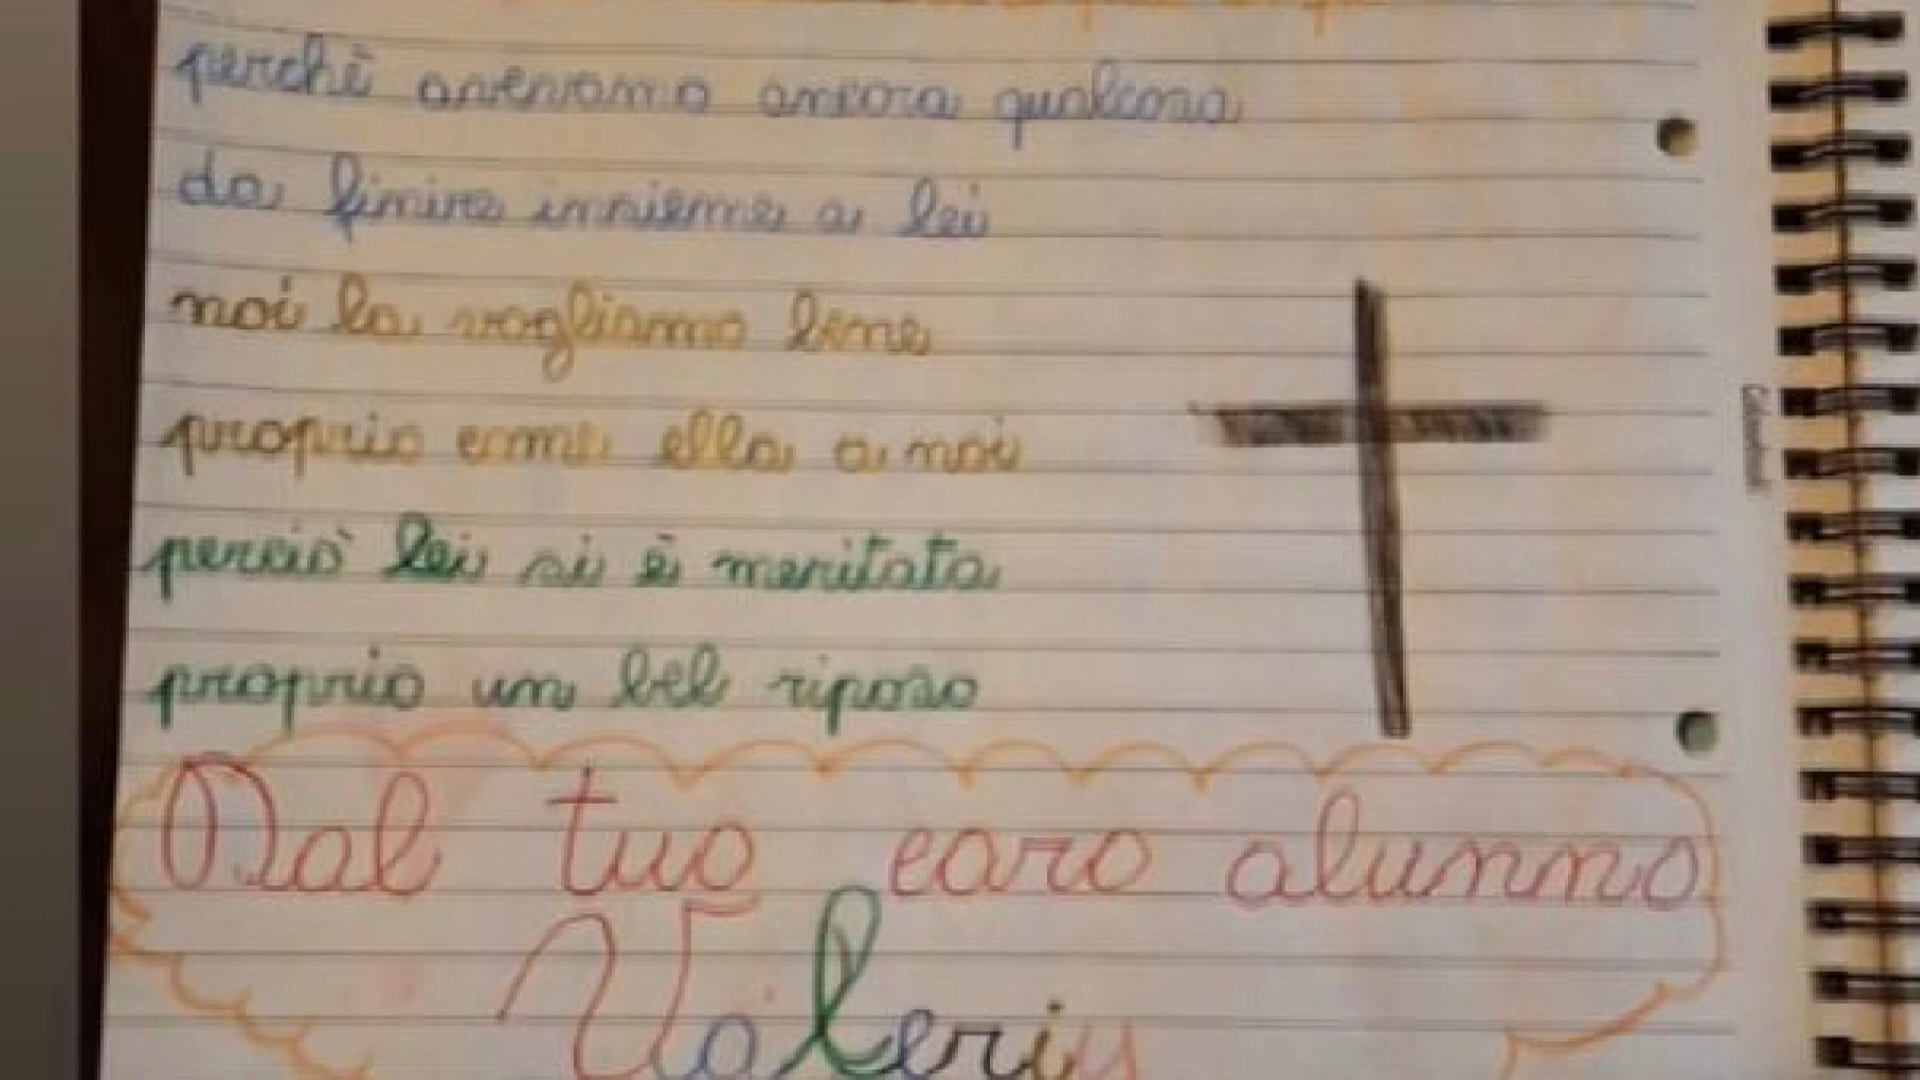 perchè avevamo ancora qualcosa
da finire insieme a lei
noi la vogliamo bene
proprio come ella a noi
perciò lei si è meritata
proprio un bel riposo
Dal tuo caro alunno
Valeriy